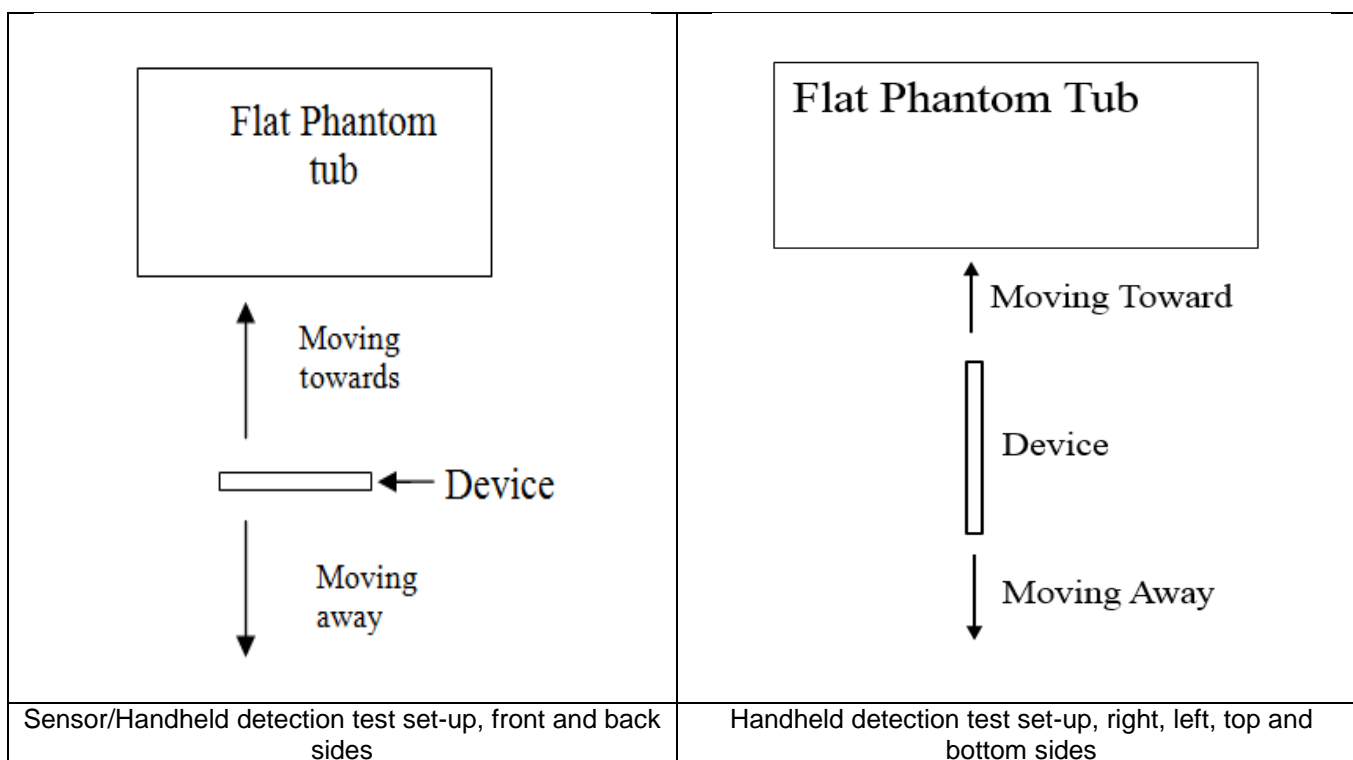 Flat Phantom
tub
Moving
towards
Device
Moving
away
Sensor/Handheld detection test set-up, front and back
sides
Flat Phantom Tub
Moving Toward
Device
Moving Away
Handheld detection test set-up, right, left, top and
bottom sides